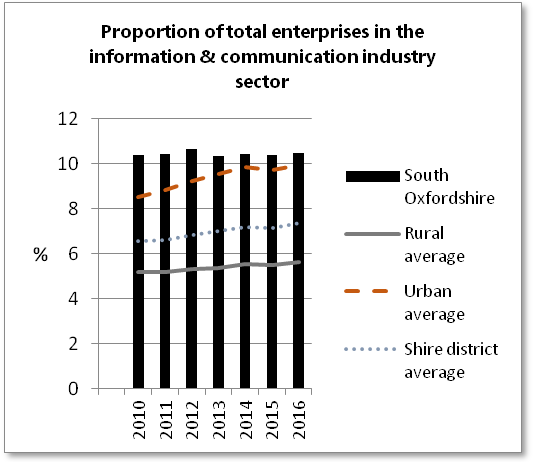 Proportion of total enterprises in the
information & communication industry
sector
12
10
8
6
4
2
0
%
2010
2011
2012
2013
2014
2015
2016
South
Oxfordshire
Rural
average
Urban
average
Shire district
average